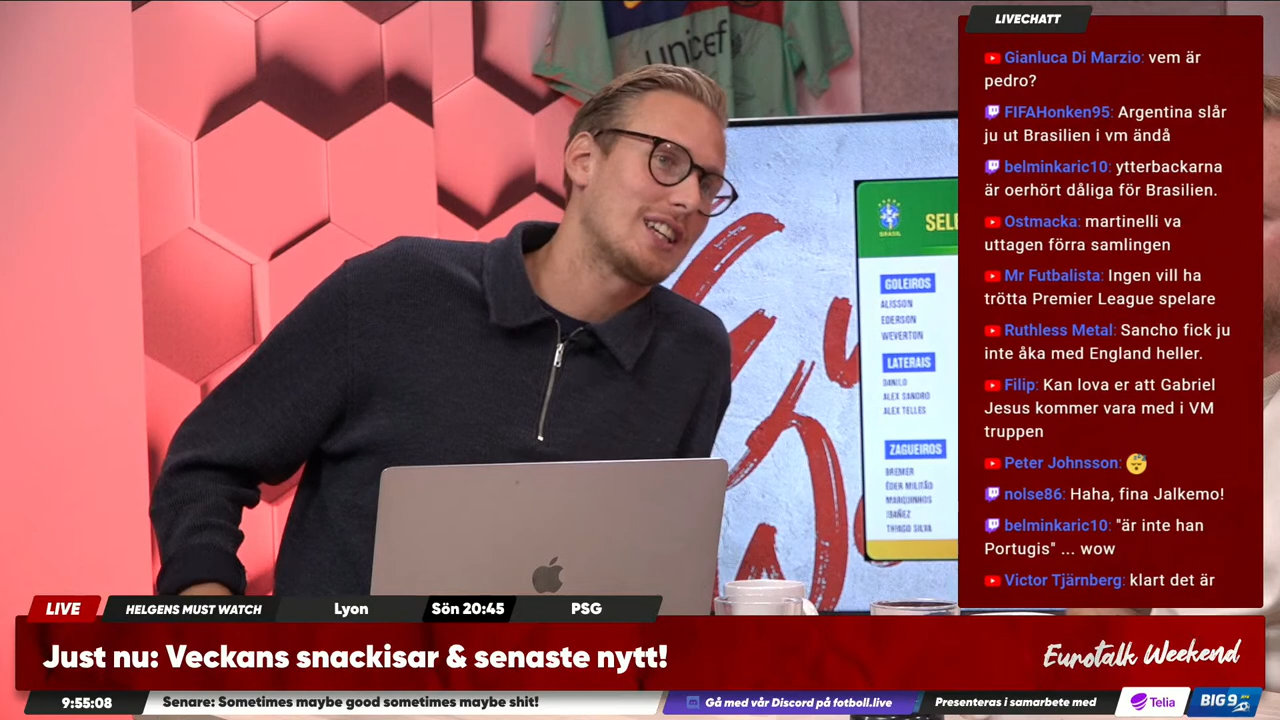 unicef
LIVECHATT
Gianluca Di Marzio: vem är
pedro?
FIFAHonken95: Argentina slår
ju ut Brasilien i vm ändå
belminkaric10: ytterbackarna
är oerhört dåliga för Brasilien.
Ostmacka: martinelli va
uttagen förra samlingen
Mr Futbalista: Ingen vill ha
trötta Premier League spelare
Ruthless Metal: Sancho fick ju
inte åka med England heller.
Filip: Kan lova er att Gabriel
Jesus kommer vara med i VM
truppen
Peter Johnsson: 😴
nolse86: Haha, fina Jalkemo!
belminkaric10: "är inte han
Portugis" ... wow
Victor Tjärnberg: klart det är
BRASIL
GOLEIROS
ALISSON
EDERSON
WEVERTON
LATERAIS
DANILO
ALEX SANDRO
ALEX TELLES
ZAGUEIROS
BREMER
ÉDER MILITÃO
MARQUINHOS
IBAÑEZ
THIAGO SILVA
LIVE HELGENS MUST WATCH Lyon Sön 20:45 PSG
Just nu: Veckans snackisar & senaste nytt!
Eurotalk Weekend
9:55:08 Senare: Sometimes maybe good sometimes maybe shit! Gå med vår Discord på fotboll.live Presenteras i samarbete med Telia BIG9